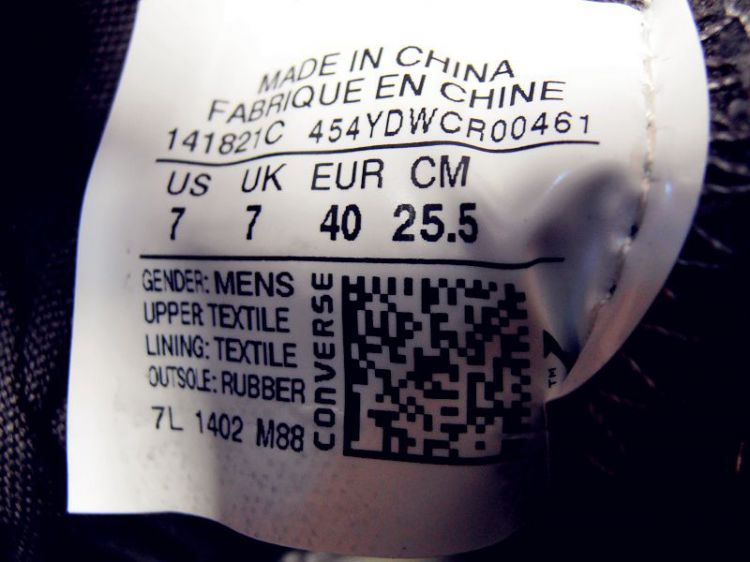 MADE IN CHINA
FABRIQUE EN CHINE
141821C 454YDWCR00461
US UK EUR CM
7 7 40 25.5
GENDER: MENS
UPPER TEXTILE
LINING: TEXTILE
OUTSOLE: RUBBER
7L 1402 M88
CONVERSE
TM